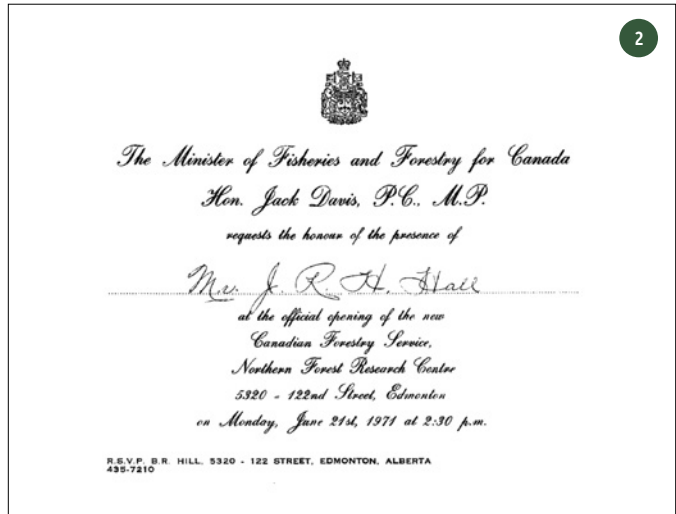 2
The Minister of Fisheries and Forestry for Canada
Hon. Jack Davis, P.C., M.P.
requests the honour of the presence of
Mr. J. R. H. Hall
at the official opening of the new
Canadian Forestry Service,
Northern Forest Research Centre
5320 - 122nd Street, Edmonton
on Monday, June 21st, 1971 at 2:30 p.m.
R.S.V.P. B.R. HILL, 5320 - 122 STREET, EDMONTON, ALBERTA
435-7210